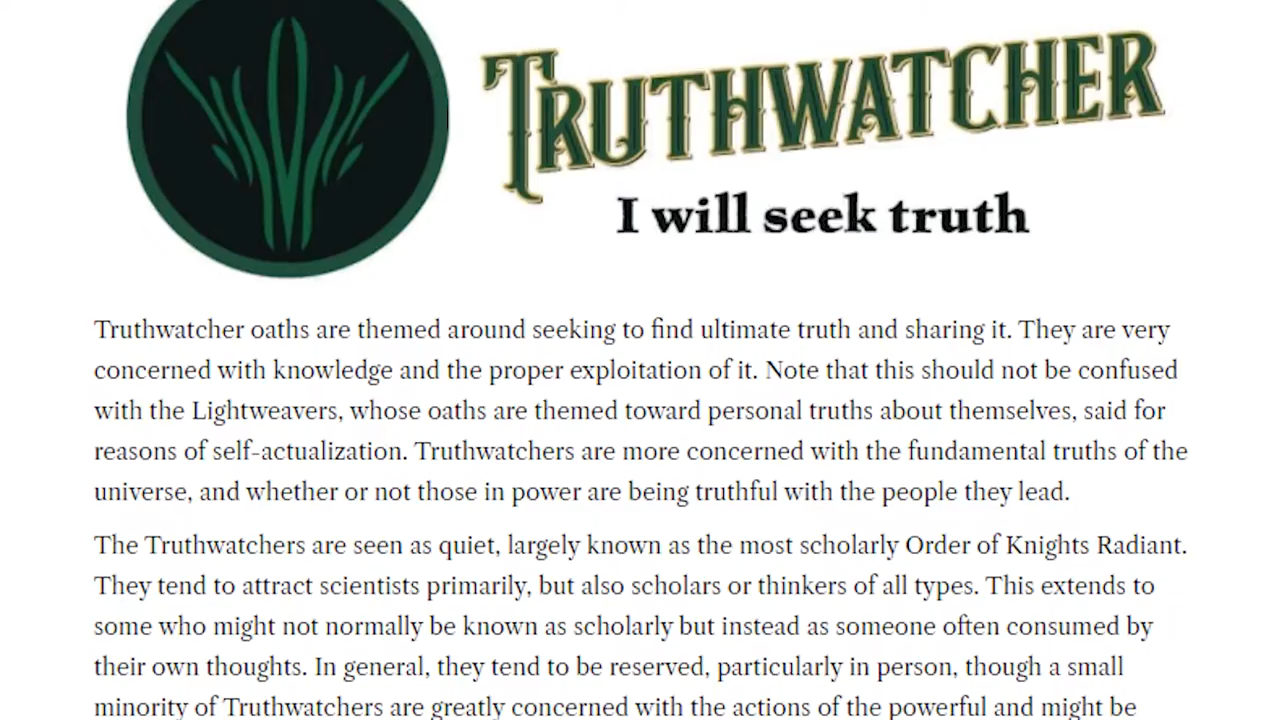 TRUTHWATCHER
I will seek truth
Truthwatcher oaths are themed around seeking to find ultimate truth and sharing it. They are very
concerned with knowledge and the proper exploitation of it. Note that this should not be confused
with the Lightweavers, whose oaths are themed toward personal truths about themselves, said for
reasons of self-actualization. Truthwatchers are more concerned with the fundamental truths of the
universe, and whether or not those in power are being truthful with the people they lead.
The Truthwatchers are seen as quiet, largely known as the most scholarly Order of Knights Radiant.
They tend to attract scientists primarily, but also scholars or thinkers of all types. This extends to
some who might not normally be known as scholarly but instead as someone often consumed by
their own thoughts. In general, they tend to be reserved, particularly in person, though a small
minority of Truthwatchers are greatly concerned with the actions of the powerful and might be